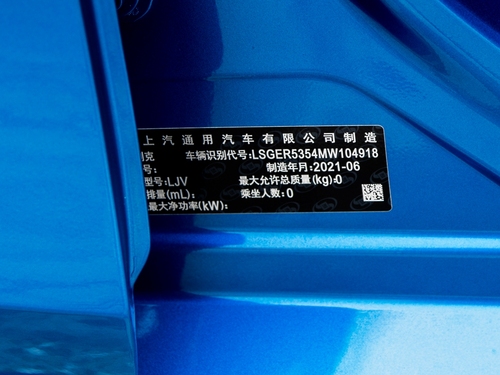 上汽通用汽车有限公司制造
克 车辆识别代号:LSGER5354MW104918
号: 制造年月:2021-06
型号:LJV 最大允许总质量(kg):0
排量(mL): 乘坐人数:0
最大净功率(kW):